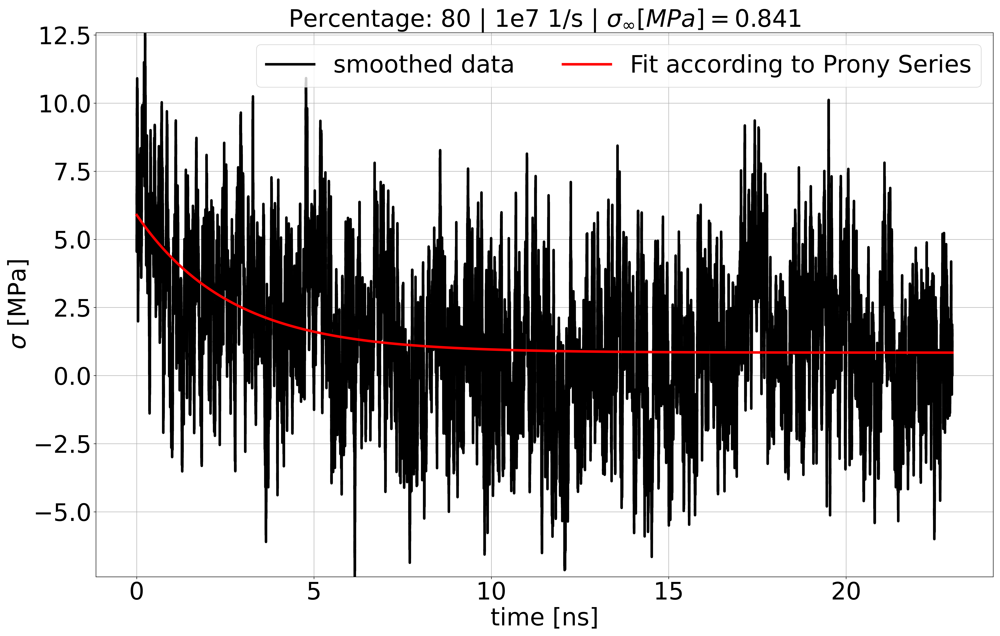 Percentage: 80 | 1e7 1/s | σ∞[MPa] = 0.841
smoothed data
Fit according to Prony Series
12.5
10.0
7.5
5.0
2.5
0.0
−2.5
−5.0
σ [MPa]
0 5 10 15 20
time [ns]